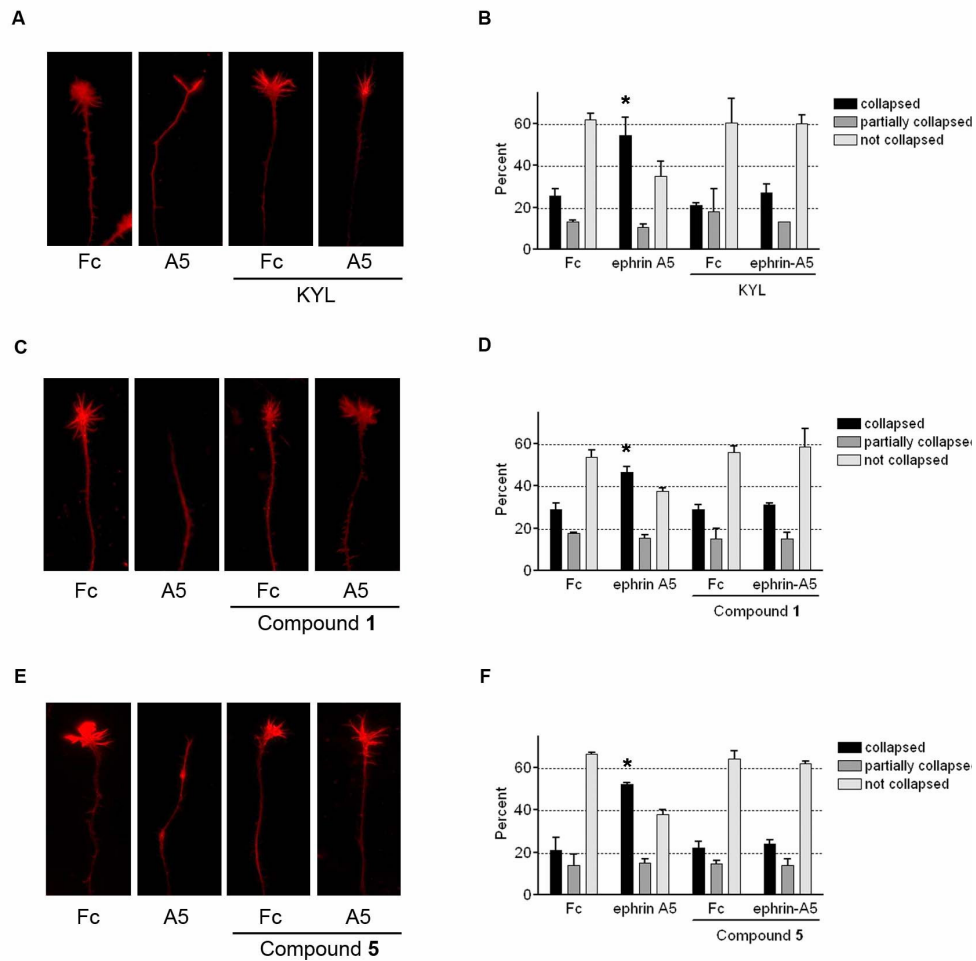 A
Fc
A5
Fc
A5
KYL
B
collapsed
partially collapsed
not collapsed
Percent
60
40
20
0
Fc
ephrin A5
Fc
ephrin-A5
KYL
*
C
Fc
A5
Fc
A5
Compound 1
D
collapsed
partially collapsed
not collapsed
Percent
60
40
20
0
Fc
ephrin A5
Fc
ephrin-A5
Compound 1
*
E
Fc
A5
Fc
A5
Compound 5
F
collapsed
partially collapsed
not collapsed
Percent
60
40
20
0
Fc
ephrin A5
Fc
ephrin-A5
Compound 5
*